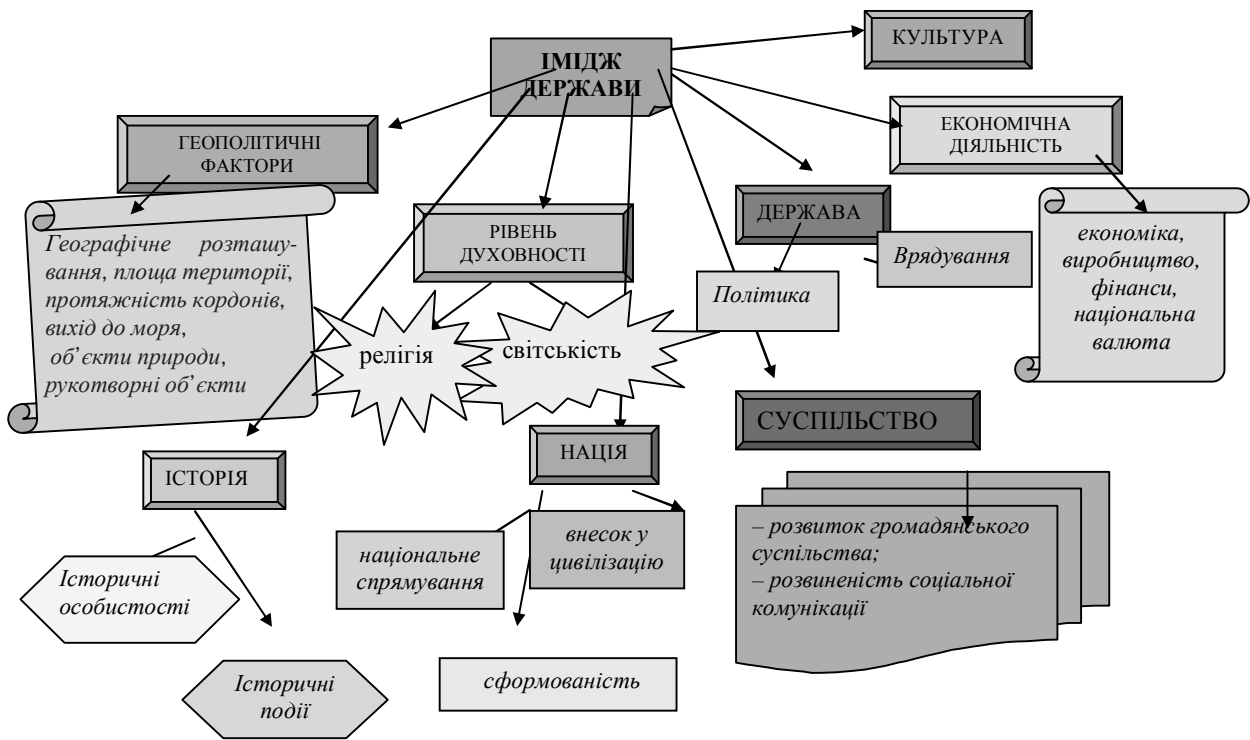 ІМІДЖ
ДЕРЖАВИ
КУЛЬТУРА
ГЕОПОЛІТИЧНІ
ФАКТОРИ
ЕКОНОМІЧНА
ДІЯЛЬНІСТЬ
РІВЕНЬ
ДУХОВНОСТІ
ДЕРЖАВА
Врядування
Політика
Географічне розташу-
вання, площа території,
протяжність кордонів,
вихід до моря,
об’єкти природи,
рукотворні об’єкти
економіка,
виробництво,
фінанси,
національна
валюта
релігія
світськість
СУСПІЛЬСТВО
НАЦІЯ
ІСТОРІЯ
– розвиток громадянського
суспільства;
– розвиненість соціальної
комунікації
національне
спрямування
внесок у
цивілізацію
Історичні
особистості
Історичні
події
сформованість